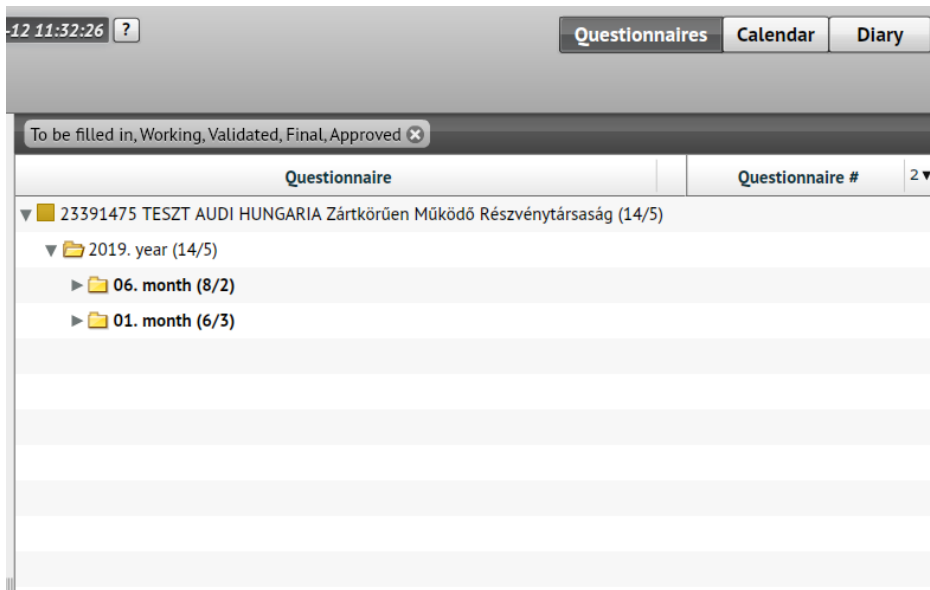 -12 11:32:26 ?
Questionnaires Calendar Diary
To be filled in, Working, Validated, Final, Approved
Questionnaire Questionnaire # 2
23391475 TESZT AUDI HUNGARIA Zártkörűen Működő Részvénytársaság (14/5)
2019. year (14/5)
06. month (8/2)
01. month (6/3)